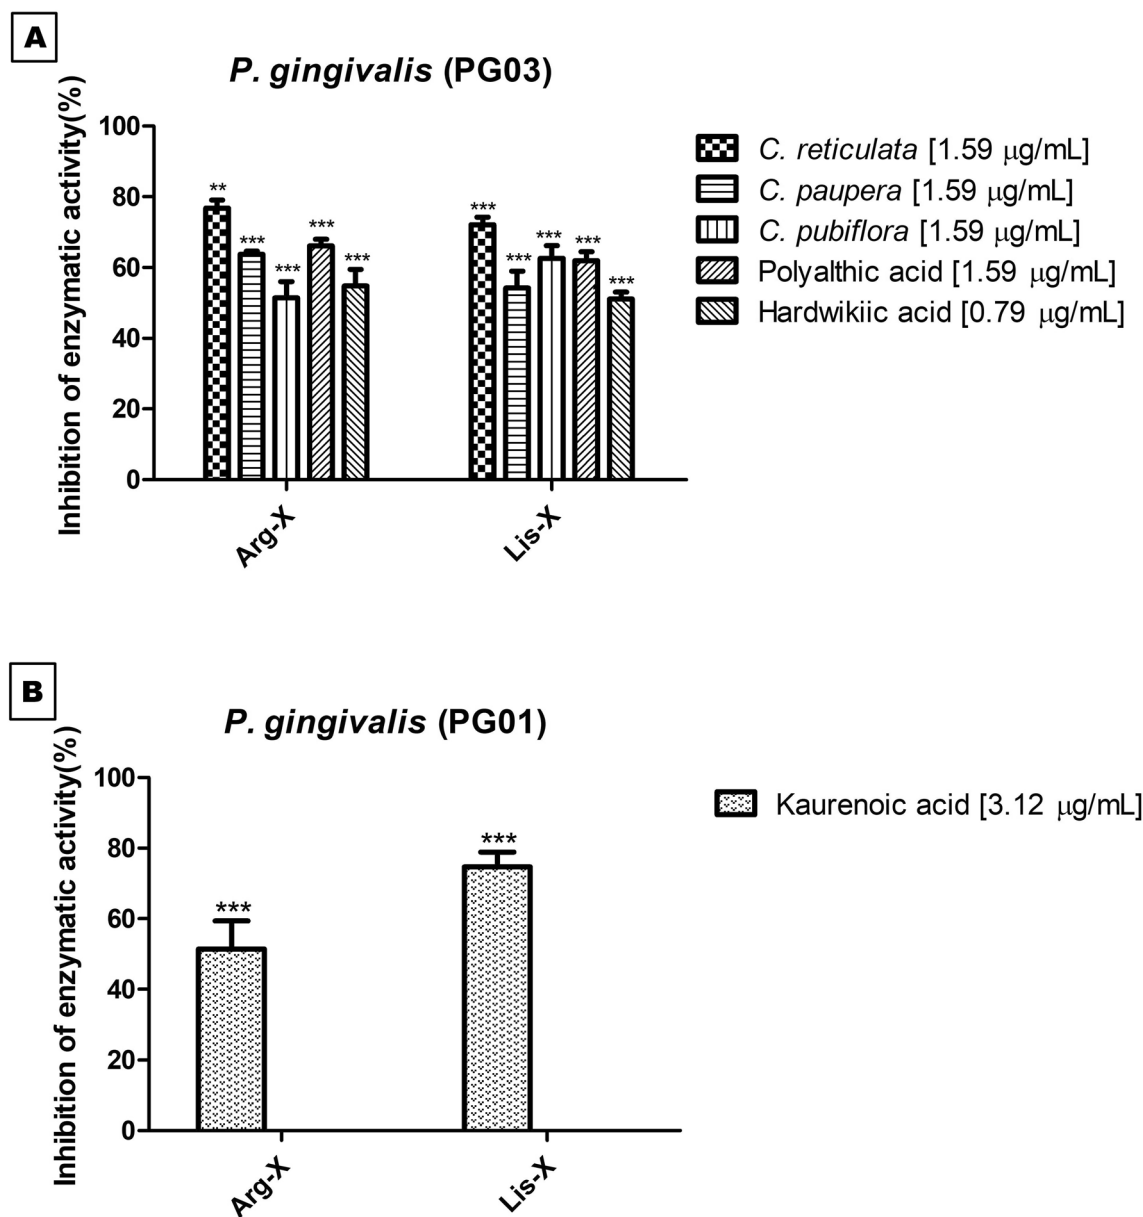 A
P. gingivalis (PG03)
Inhibition of enzymatic activity(%)
100
80
60
40
20
0
**
***
***
***
***
***
***
***
***
***
Arg-X
Lis-X
C. reticulata [1.59 µg/mL]
C. paupera [1.59 µg/mL]
C. pubiflora [1.59 µg/mL]
Polyalthic acid [1.59 µg/mL]
Hardwikiic acid [0.79 µg/mL]
B
P. gingivalis (PG01)
Inhibition of enzymatic activity(%)
100
80
60
40
20
0
***
***
Arg-X
Lis-X
Kaurenoic acid [3.12 µg/mL]